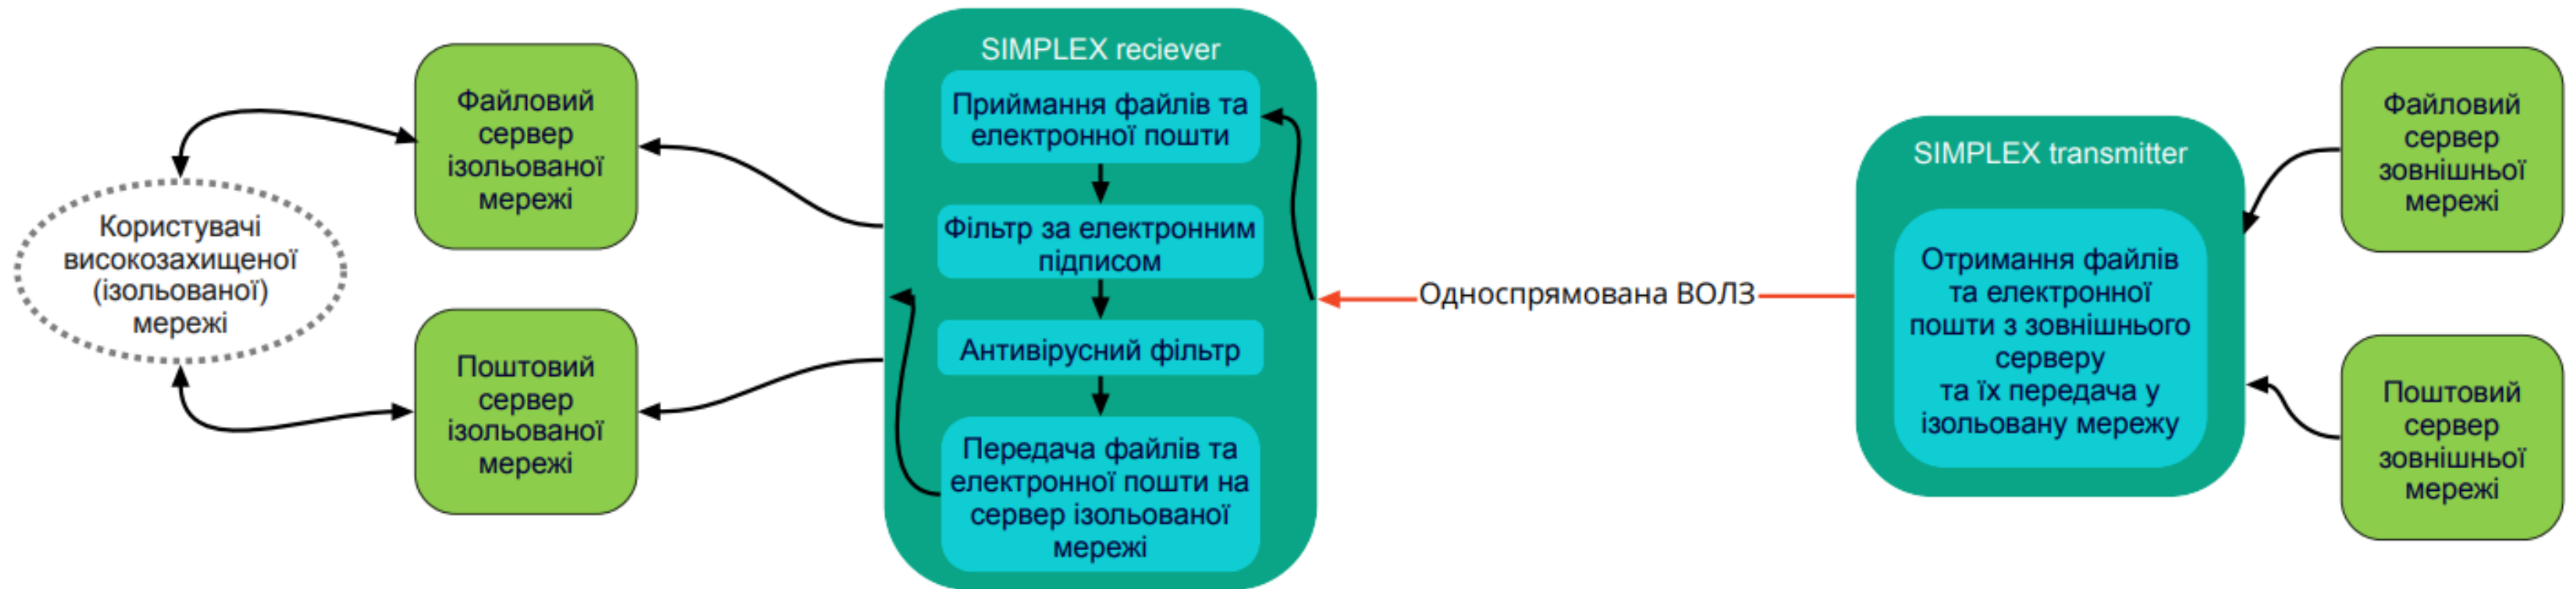 Користувачі
високозахищеної
(ізольованої)
мережі
Файловий
сервер
ізольованої
мережі
Поштовий
сервер
ізольованої
мережі
SIMPLEX reciever
Приймання файлів та
електронної пошти
Фільтр за електронним
підписом
Антивірусний фільтр
Передача файлів та
електронної пошти на
сервер ізольованої
мережі
Односпрямована ВОЛЗ
SIMPLEX transmitter
Отримання файлів
та електронної
пошти з зовнішнього
серверу
та їх передача у
ізольовану мережу
Файловий
сервер
зовнішньої
мережі
Поштовий
сервер
зовнішньої
мережі